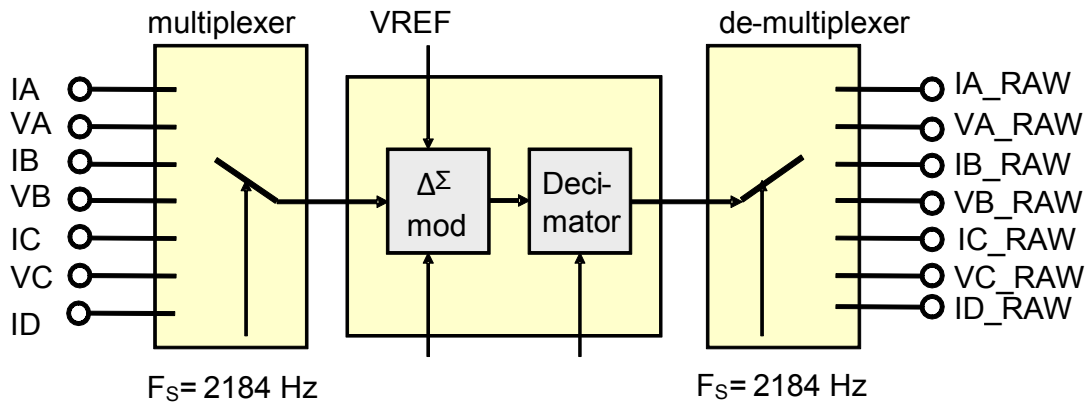 multiplexer
VREF
de-multiplexer
IA
VA
IB
VB
IC
VC
ID
ΔΣ
mod
Deci-
mator
IA_RAW
VA_RAW
IB_RAW
VB_RAW
IC_RAW
VC_RAW
ID_RAW
FS= 2184 Hz
FS= 2184 Hz